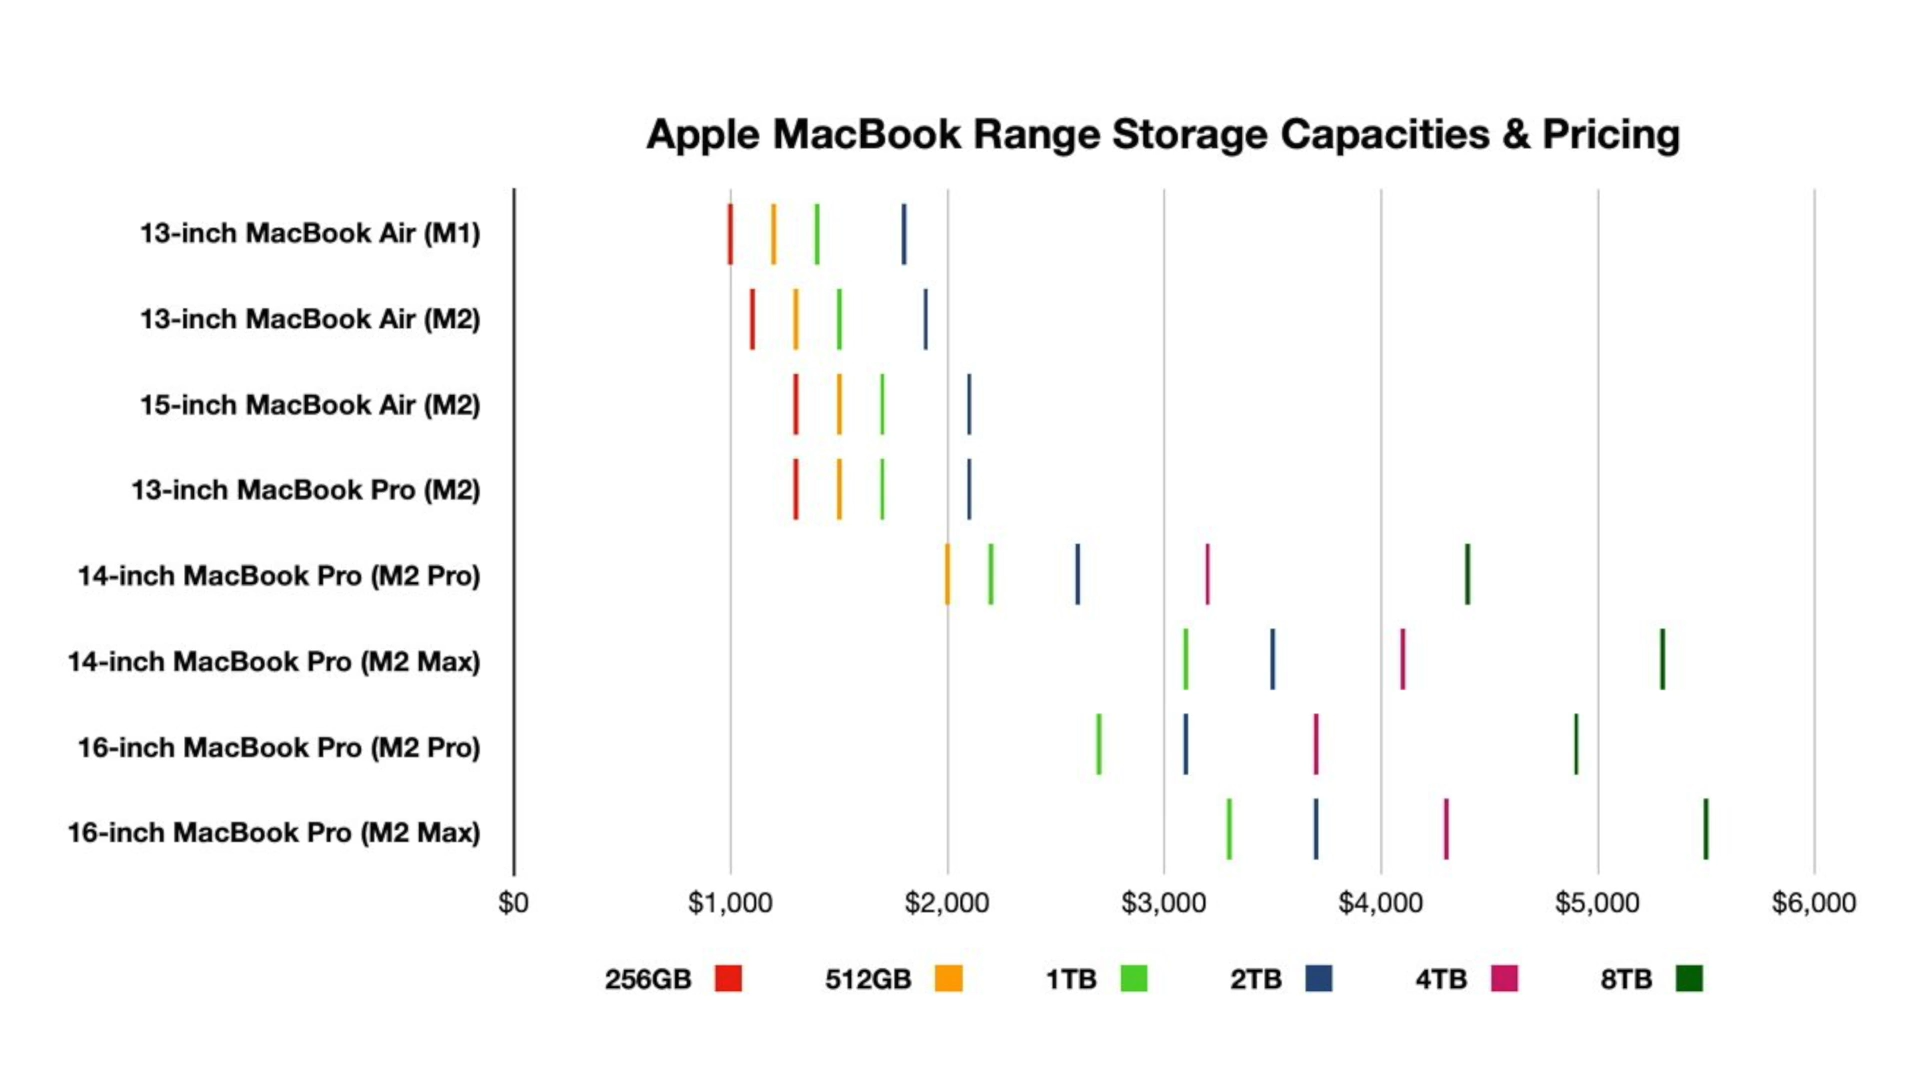 Apple MacBook Range Storage Capacities & Pricing
13-inch MacBook Air (M1)
13-inch MacBook Air (M2)
15-inch MacBook Air (M2)
13-inch MacBook Pro (M2)
14-inch MacBook Pro (M2 Pro)
14-inch MacBook Pro (M2 Max)
16-inch MacBook Pro (M2 Pro)
16-inch MacBook Pro (M2 Max)
$0 $1,000 $2,000 $3,000 $4,000 $5,000 $6,000
256GB 512GB 1TB 2TB 4TB 8TB